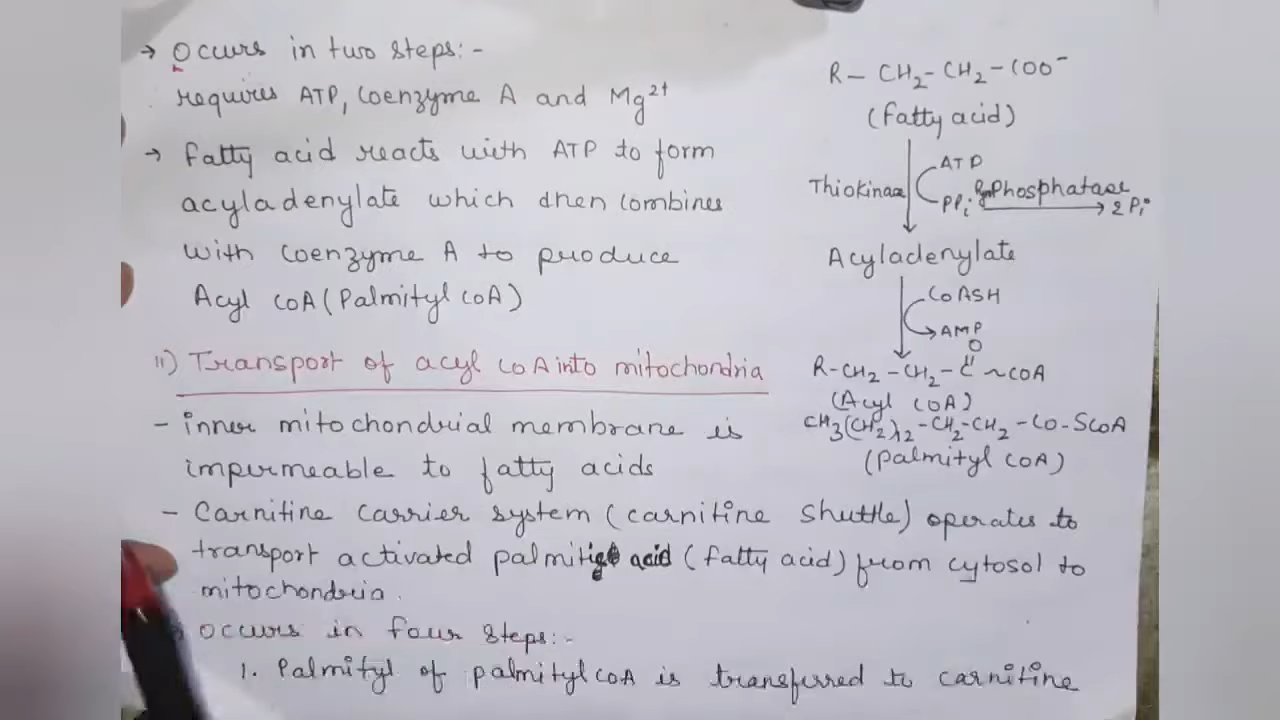 → Occurs in two steps:-
requires ATP, Coenzyme A and Mg²⁺
→ fatty acid reacts with ATP to form
acyladenylate which then combines
with coenzyme A to produce
Acyl CoA (Palmityl CoA)
ii) Transport of acyl CoA into mitochondria
- inner mitochondrial membrane is
impermeable to fatty acids
- Carnitine carrier system (carnitine shuttle) operates to
transport activated palmitic acid (fatty acid) from cytosol to
mitochondria.
occurs in four steps:-
1. Palmityl of palmityl CoA is transferred to carnitine
R - CH₂ - CH₂ - COO⁻
(fatty acid)
ATP
Thiokinase
PPi Phosphatase → 2 Pi
Acyladenylate
CoASH
→ AMP
O
R-CH₂ - CH₂ - C ~ COA
(Acyl COA)
CH₃(CH₂)₁₂ - CH₂ - CH₂ - CO - SCOA
(palmityl COA)